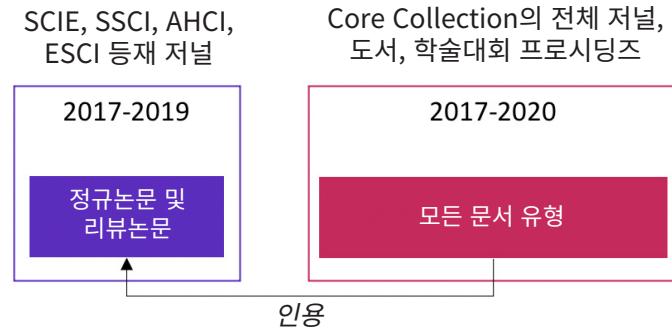 SCIE, SSCI, AHCI,
ESCI 등재 저널
2017-2019
정규논문 및
리뷰논문
Core Collection의 전체 저널,
도서, 학술대회 프로시딩즈
2017-2020
모든 문서 유형
인용